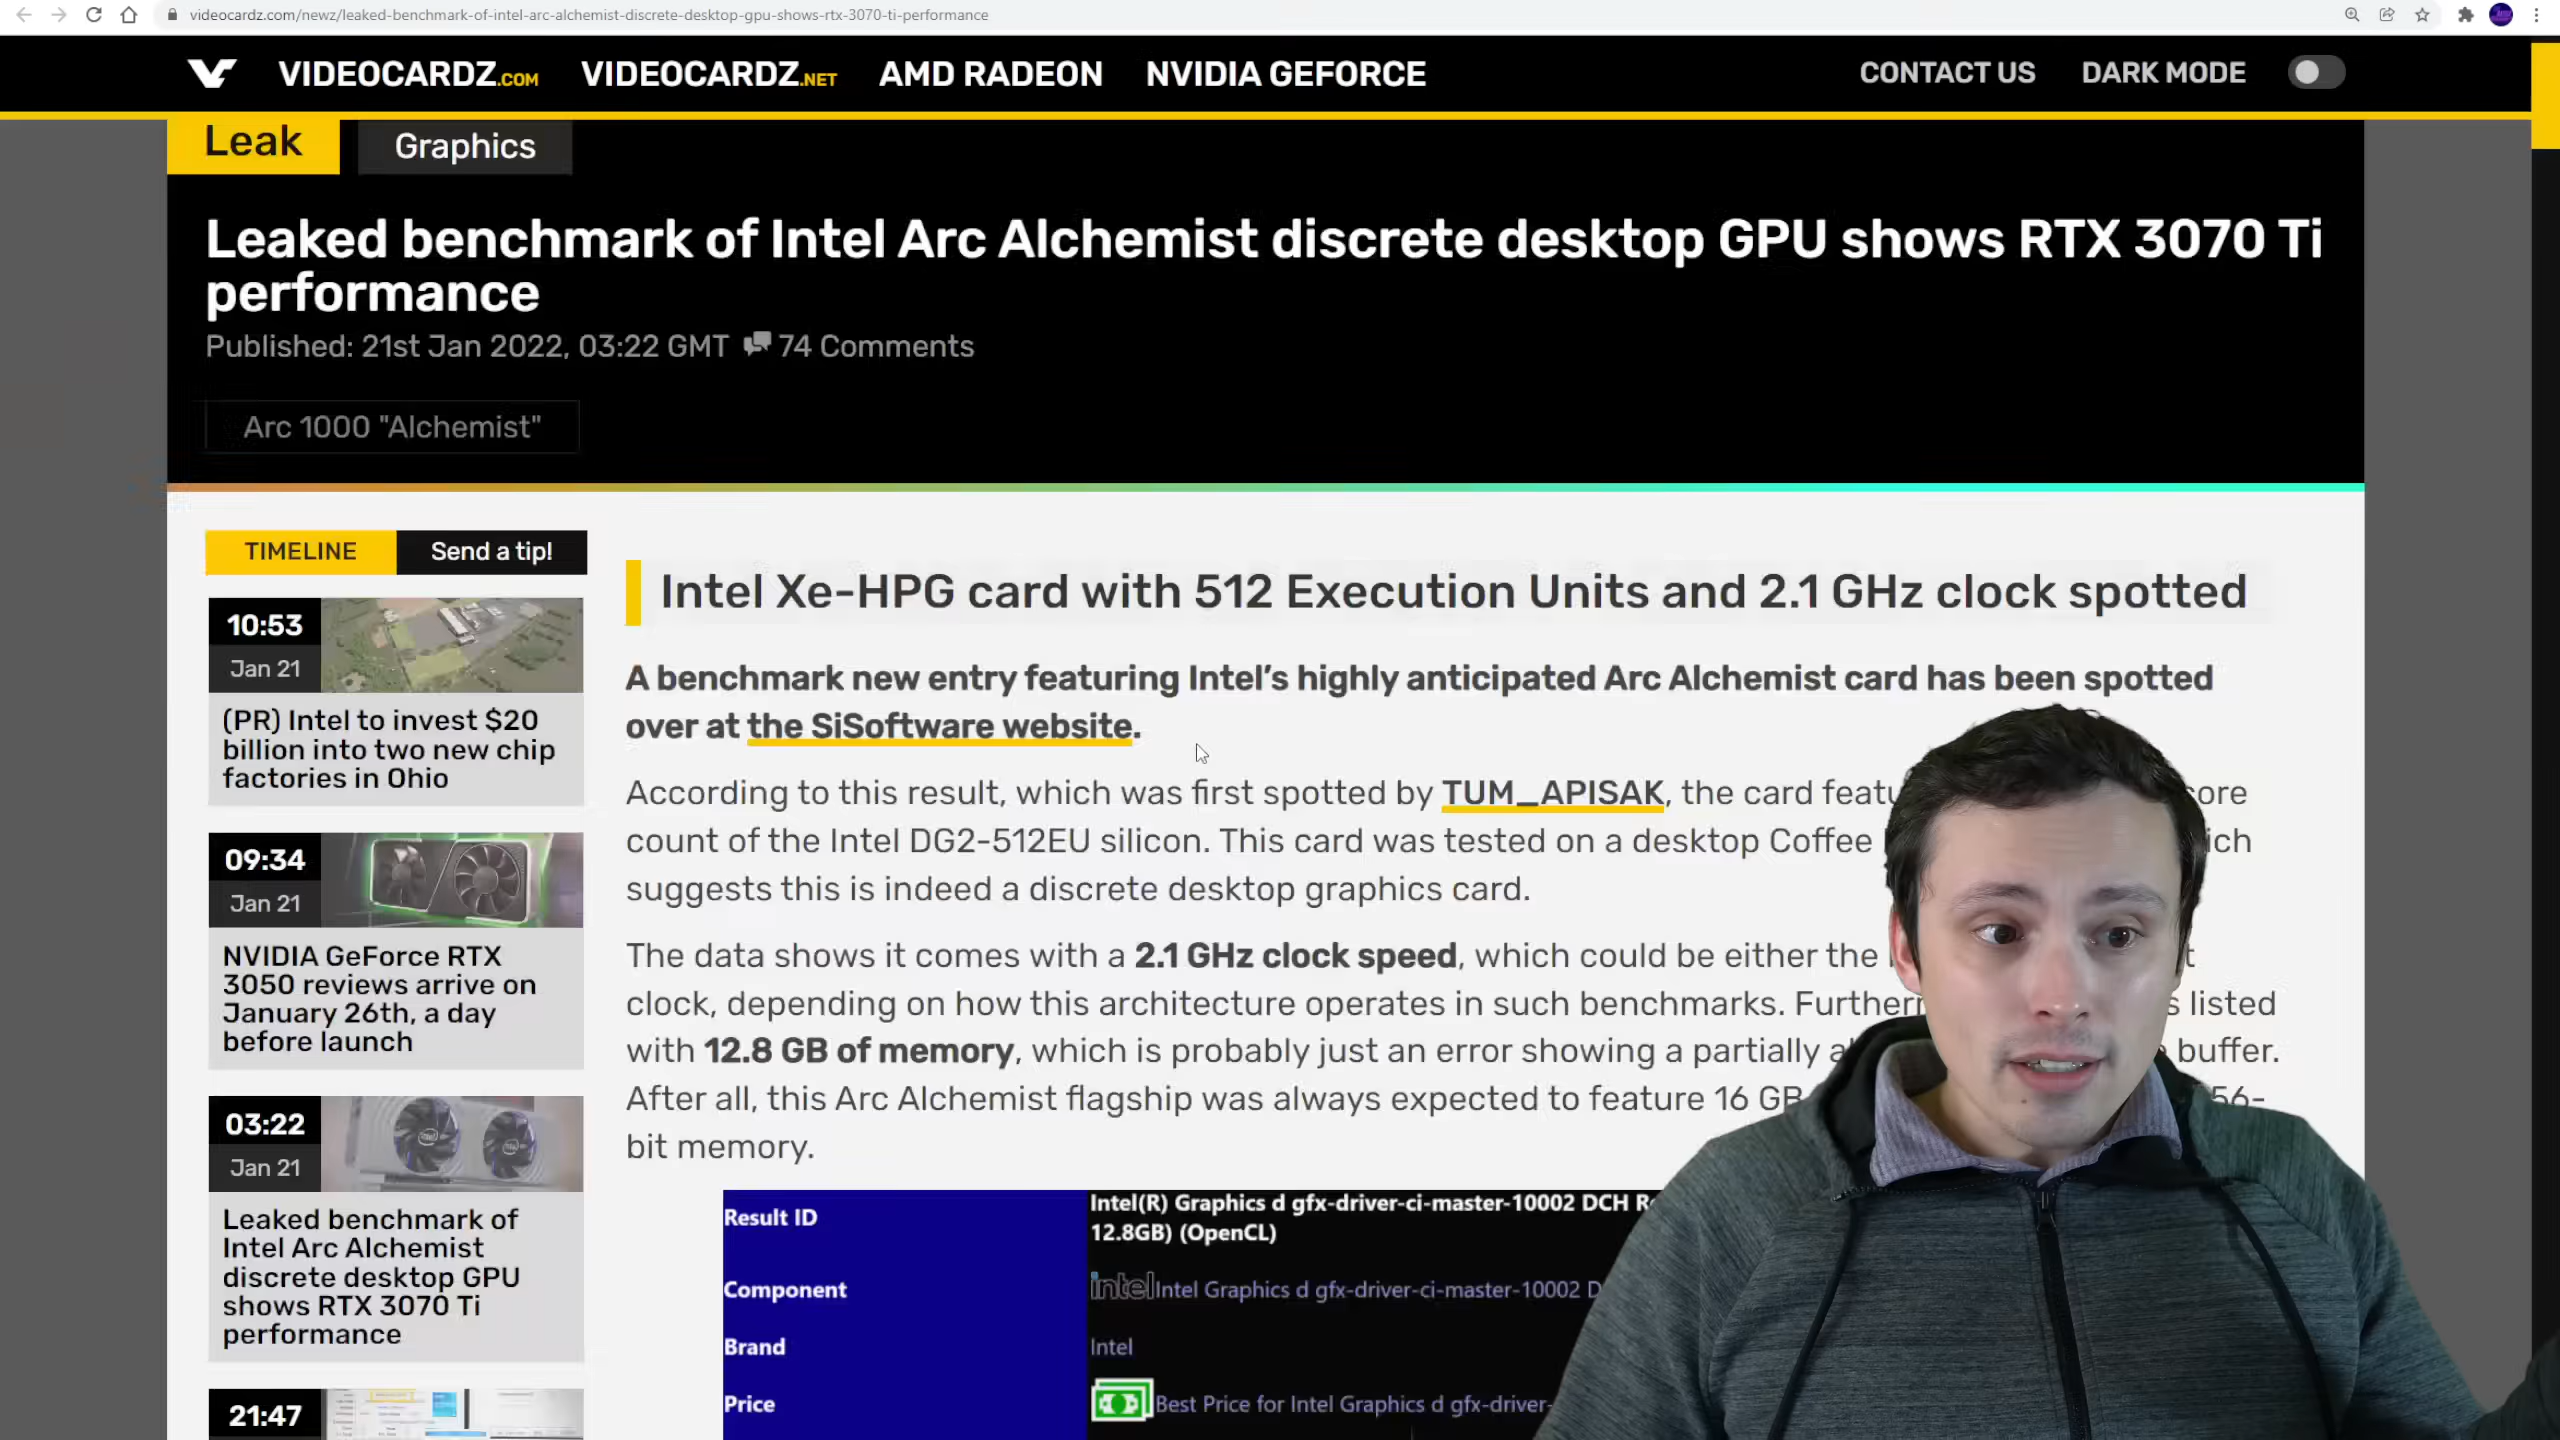 videocardz.com/newz/leaked-benchmark-of-intel-arc-alchemist-discrete-desktop-gpu-shows-rtx-3070-ti-performance
VIDEOCARDZ.COM VIDEOCARDZ.NET AMD RADEON NVIDIA GEFORCE CONTACT US DARK MODE
Leak Graphics
Leaked benchmark of Intel Arc Alchemist discrete desktop GPU shows RTX 3070 Ti
performance
Published: 21st Jan 2022, 03:22 GMT 74 Comments
Arc 1000 "Alchemist"
TIMELINE Send a tip!
10:53
Jan 21
(PR) Intel to invest $20
billion into two new chip
factories in Ohio
09:34
Jan 21
NVIDIA GeForce RTX
3050 reviews arrive on
January 26th, a day
before launch
03:22
Jan 21
Leaked benchmark of
Intel Arc Alchemist
discrete desktop GPU
shows RTX 3070 Ti
performance
21:47
Intel Xe-HPG card with 512 Execution Units and 2.1 GHz clock spotted
A benchmark new entry featuring Intel’s highly anticipated Arc Alchemist card has been spotted
over at the SiSoftware website.
According to this result, which was first spotted by TUM_APISAK, the card
count of the Intel DG2-512EU silicon. This card was tested on a desktop Coffee
suggests this is indeed a discrete desktop graphics card.
The data shows it comes with a 2.1 GHz clock speed, which could be either the
clock, depending on how this architecture operates in such benchmarks. listed
with 12.8 GB of memory, which is probably just an error showing a partially buffer.
After all, this Arc Alchemist flagship was always expected to feature 16 GB
bit memory.
Result ID Intel(R) Graphics d gfx-driver-ci-master-10002 DCH
12.8GB) (OpenCL)
Component intel Intel Graphics d gfx-driver-ci-master-10002
Brand Intel
Price Best Price for Intel Graphics d gfx-driver-